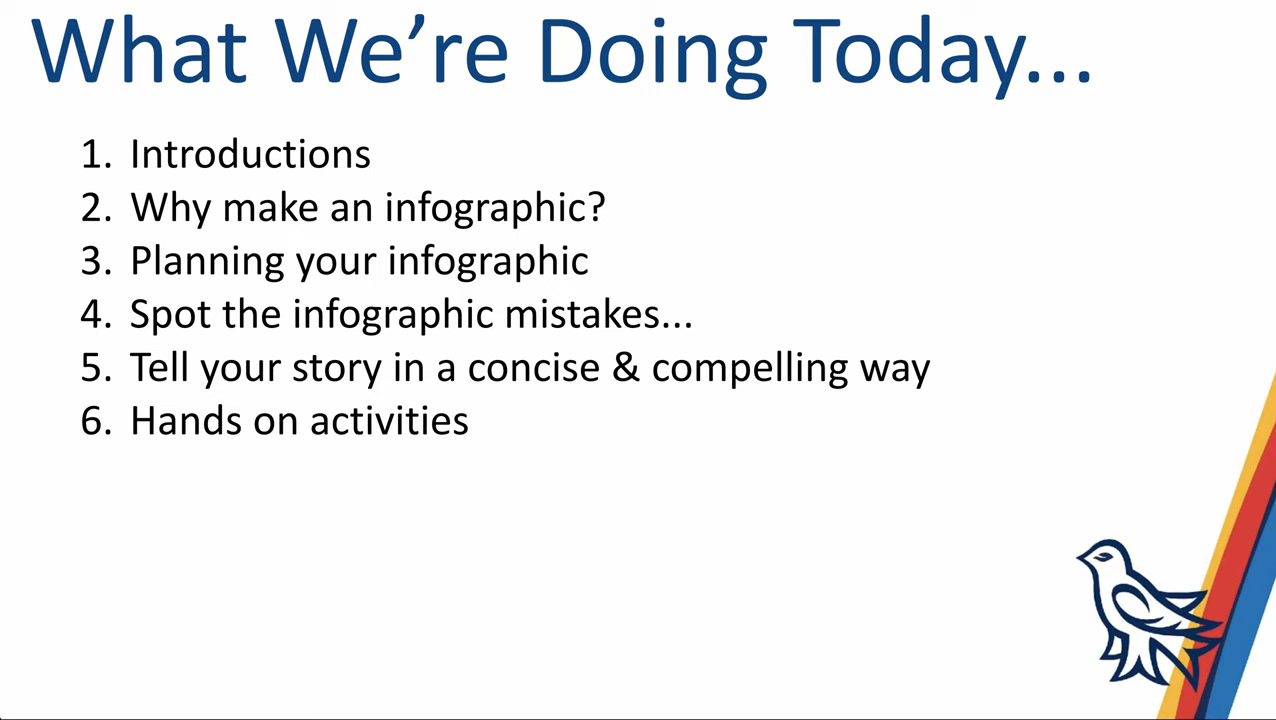 What We’re Doing Today...
1. Introductions
2. Why make an infographic?
3. Planning your infographic
4. Spot the infographic mistakes...
5. Tell your story in a concise & compelling way
6. Hands on activities